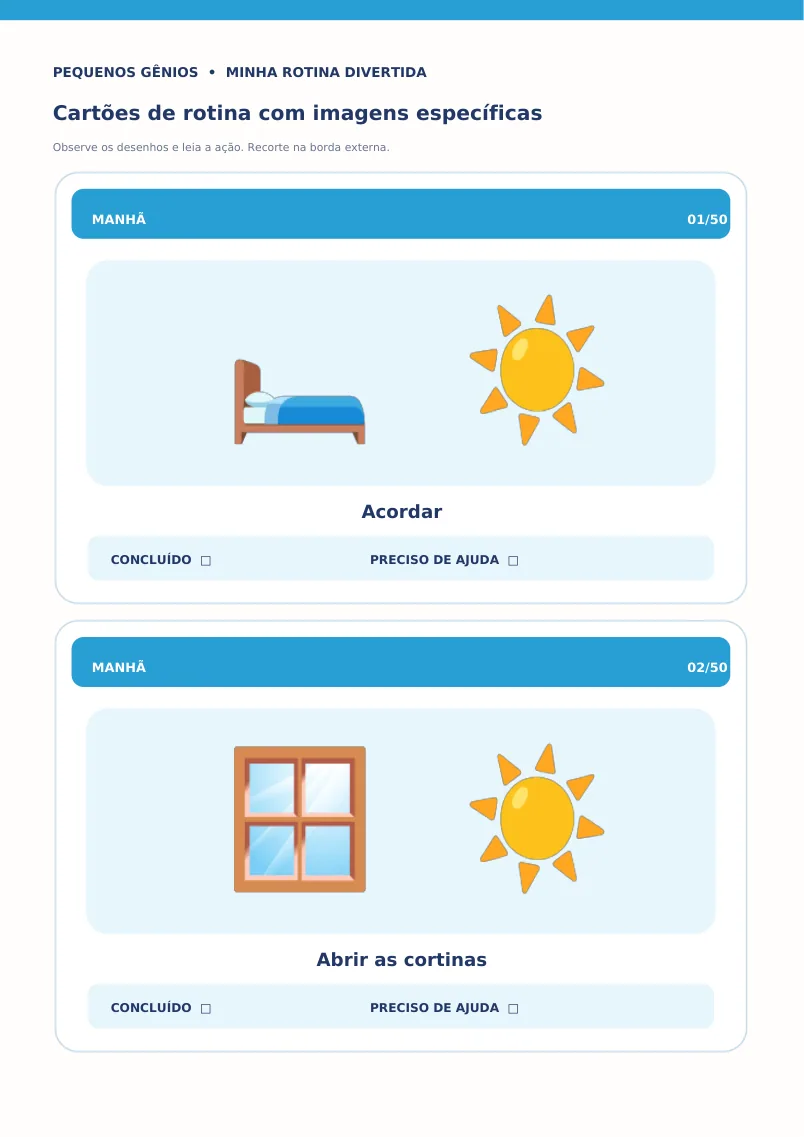 PEQUENOS GÊNIOS • MINHA ROTINA DIVERTIDA
Cartões de rotina com imagens específicas
Observe os desenhos e leia a ação. Recorte na borda externa.
MANHÃ 01/50
Acordar
CONCLUÍDO □ PRECISO DE AJUDA □
MANHÃ 02/50
Abrir as cortinas
CONCLUÍDO □ PRECISO DE AJUDA □